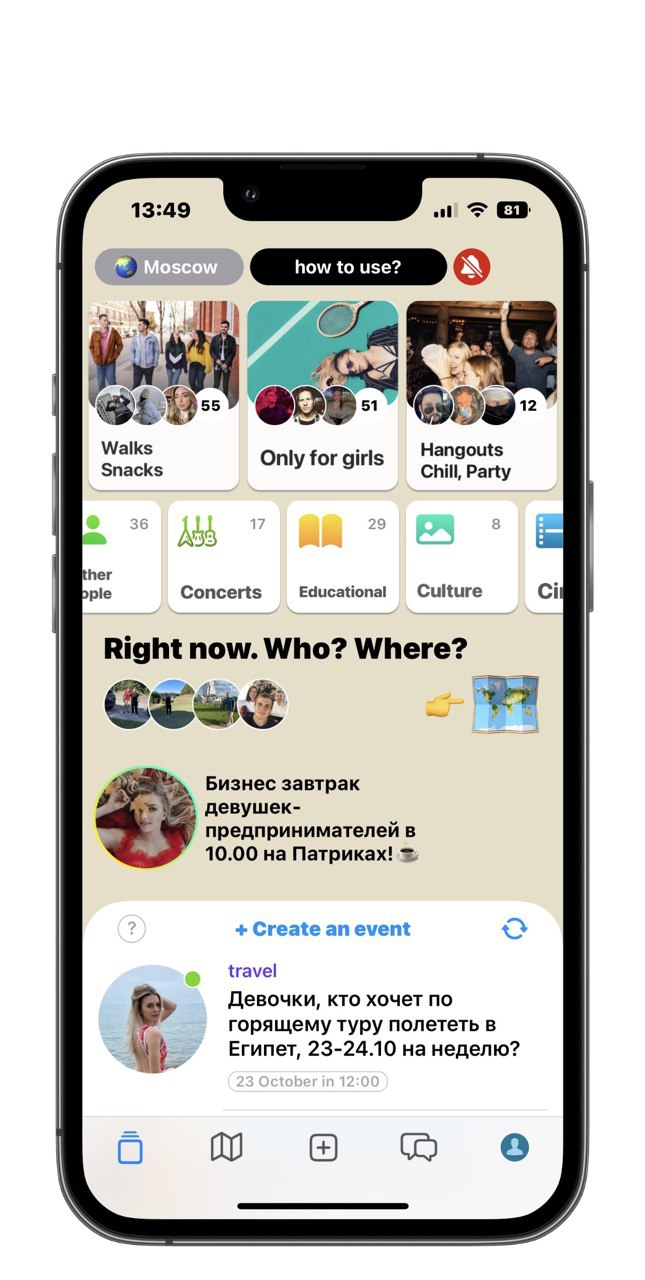 13:49
81
Moscow
how to use?
55
51
12
Walks
Snacks
Only for girls
Hangouts
Chill, Party
36
17
29
8
ther
ople
Concerts
Educational
Culture
Ci
Right now. Who? Where?
Бизнес завтрак
девушек-
предпринимателей в
10.00 на Патриках!☕
?
+ Create an event
travel
Девочки, кто хочет по
горящему туру полететь в
Египет, 23-24.10 на неделю?
23 October in 12:00